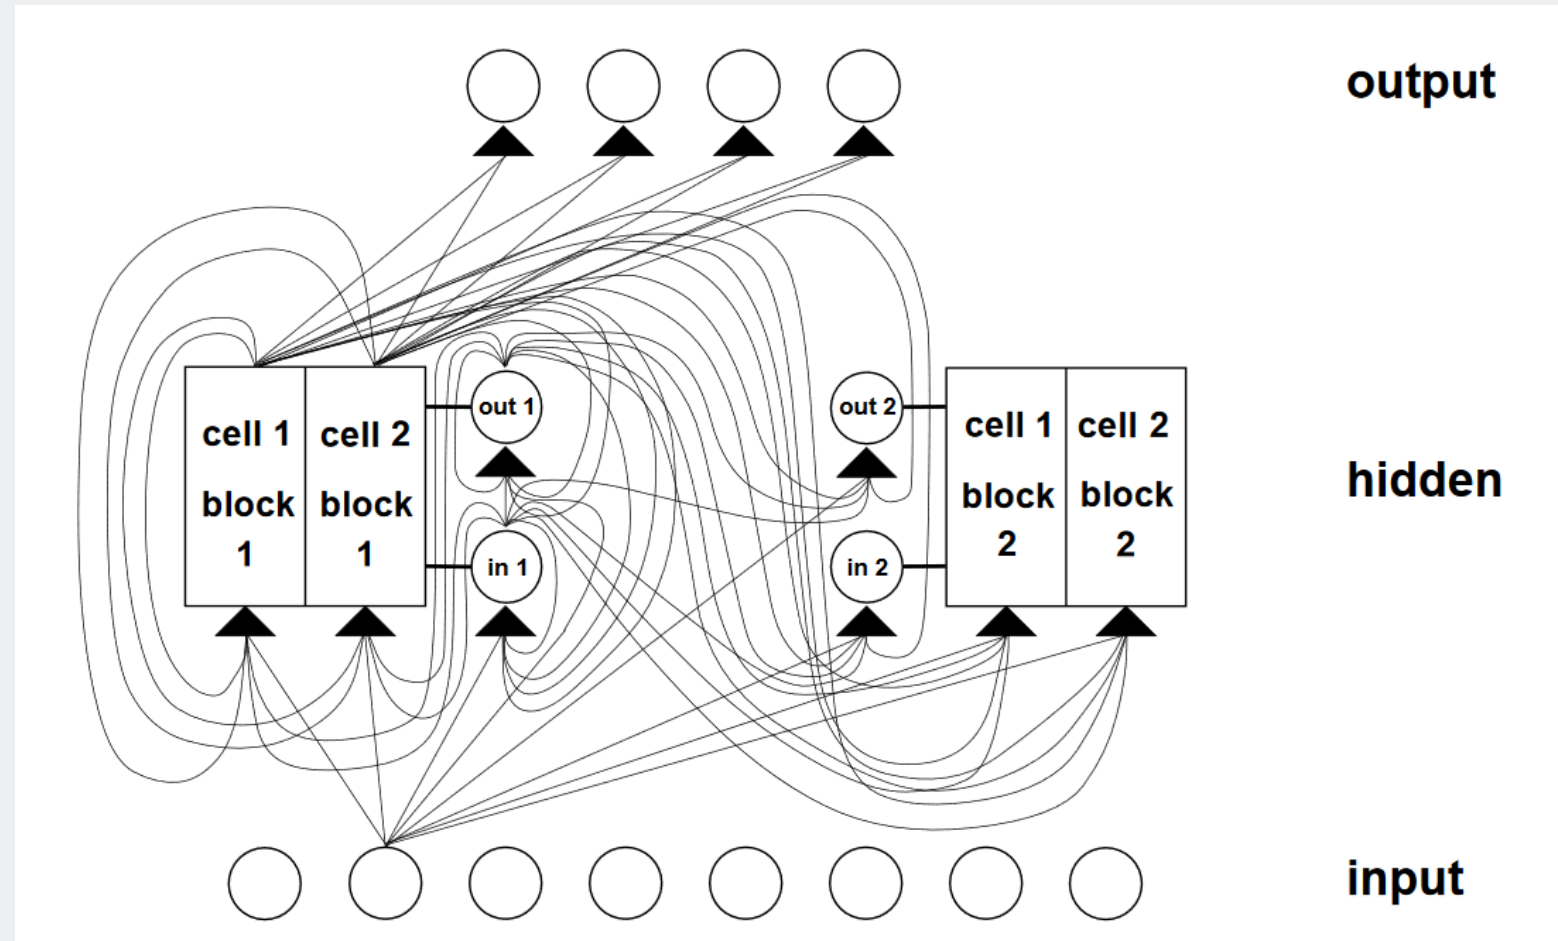 output
cell 1
block
1
cell 2
block
1
out 1
in 1
out 2
in 2
cell 1
block
2
cell 2
block
2
hidden
input